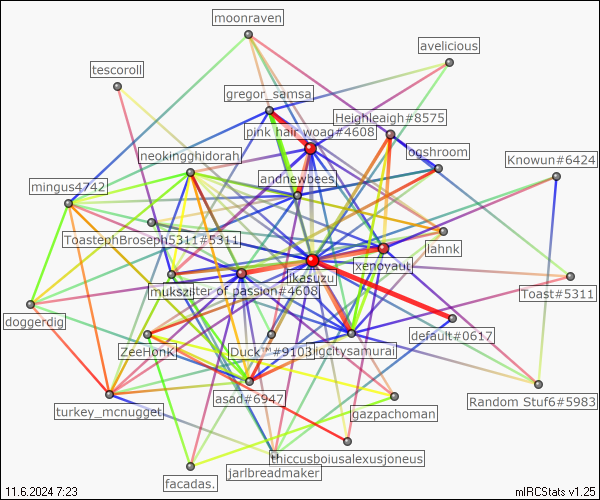 moonraven
avelicious
tescoroll
gregor_samsa
Heighleaigh#8575
pink hair woag#4608
logshroom
neokingghidorah
Knowun#6424
andnewbees
mingus4742
ToastephBroseph5311#5311
lahnk
xenoyaut
ikasuzu
mukszi
ter of passion#4608
Toast#5311
doggerdig
default#0617
ZeeHonK
Duck™#9103
igcitysamurai
asad#6947
Random Stuf6#5983
turkey_mcnugget
gazpachoman
thiccusboiusalexusjoneus
jarlbreadmaker
facadas.
11.6.2024 7:23
mIRCStats v1.25